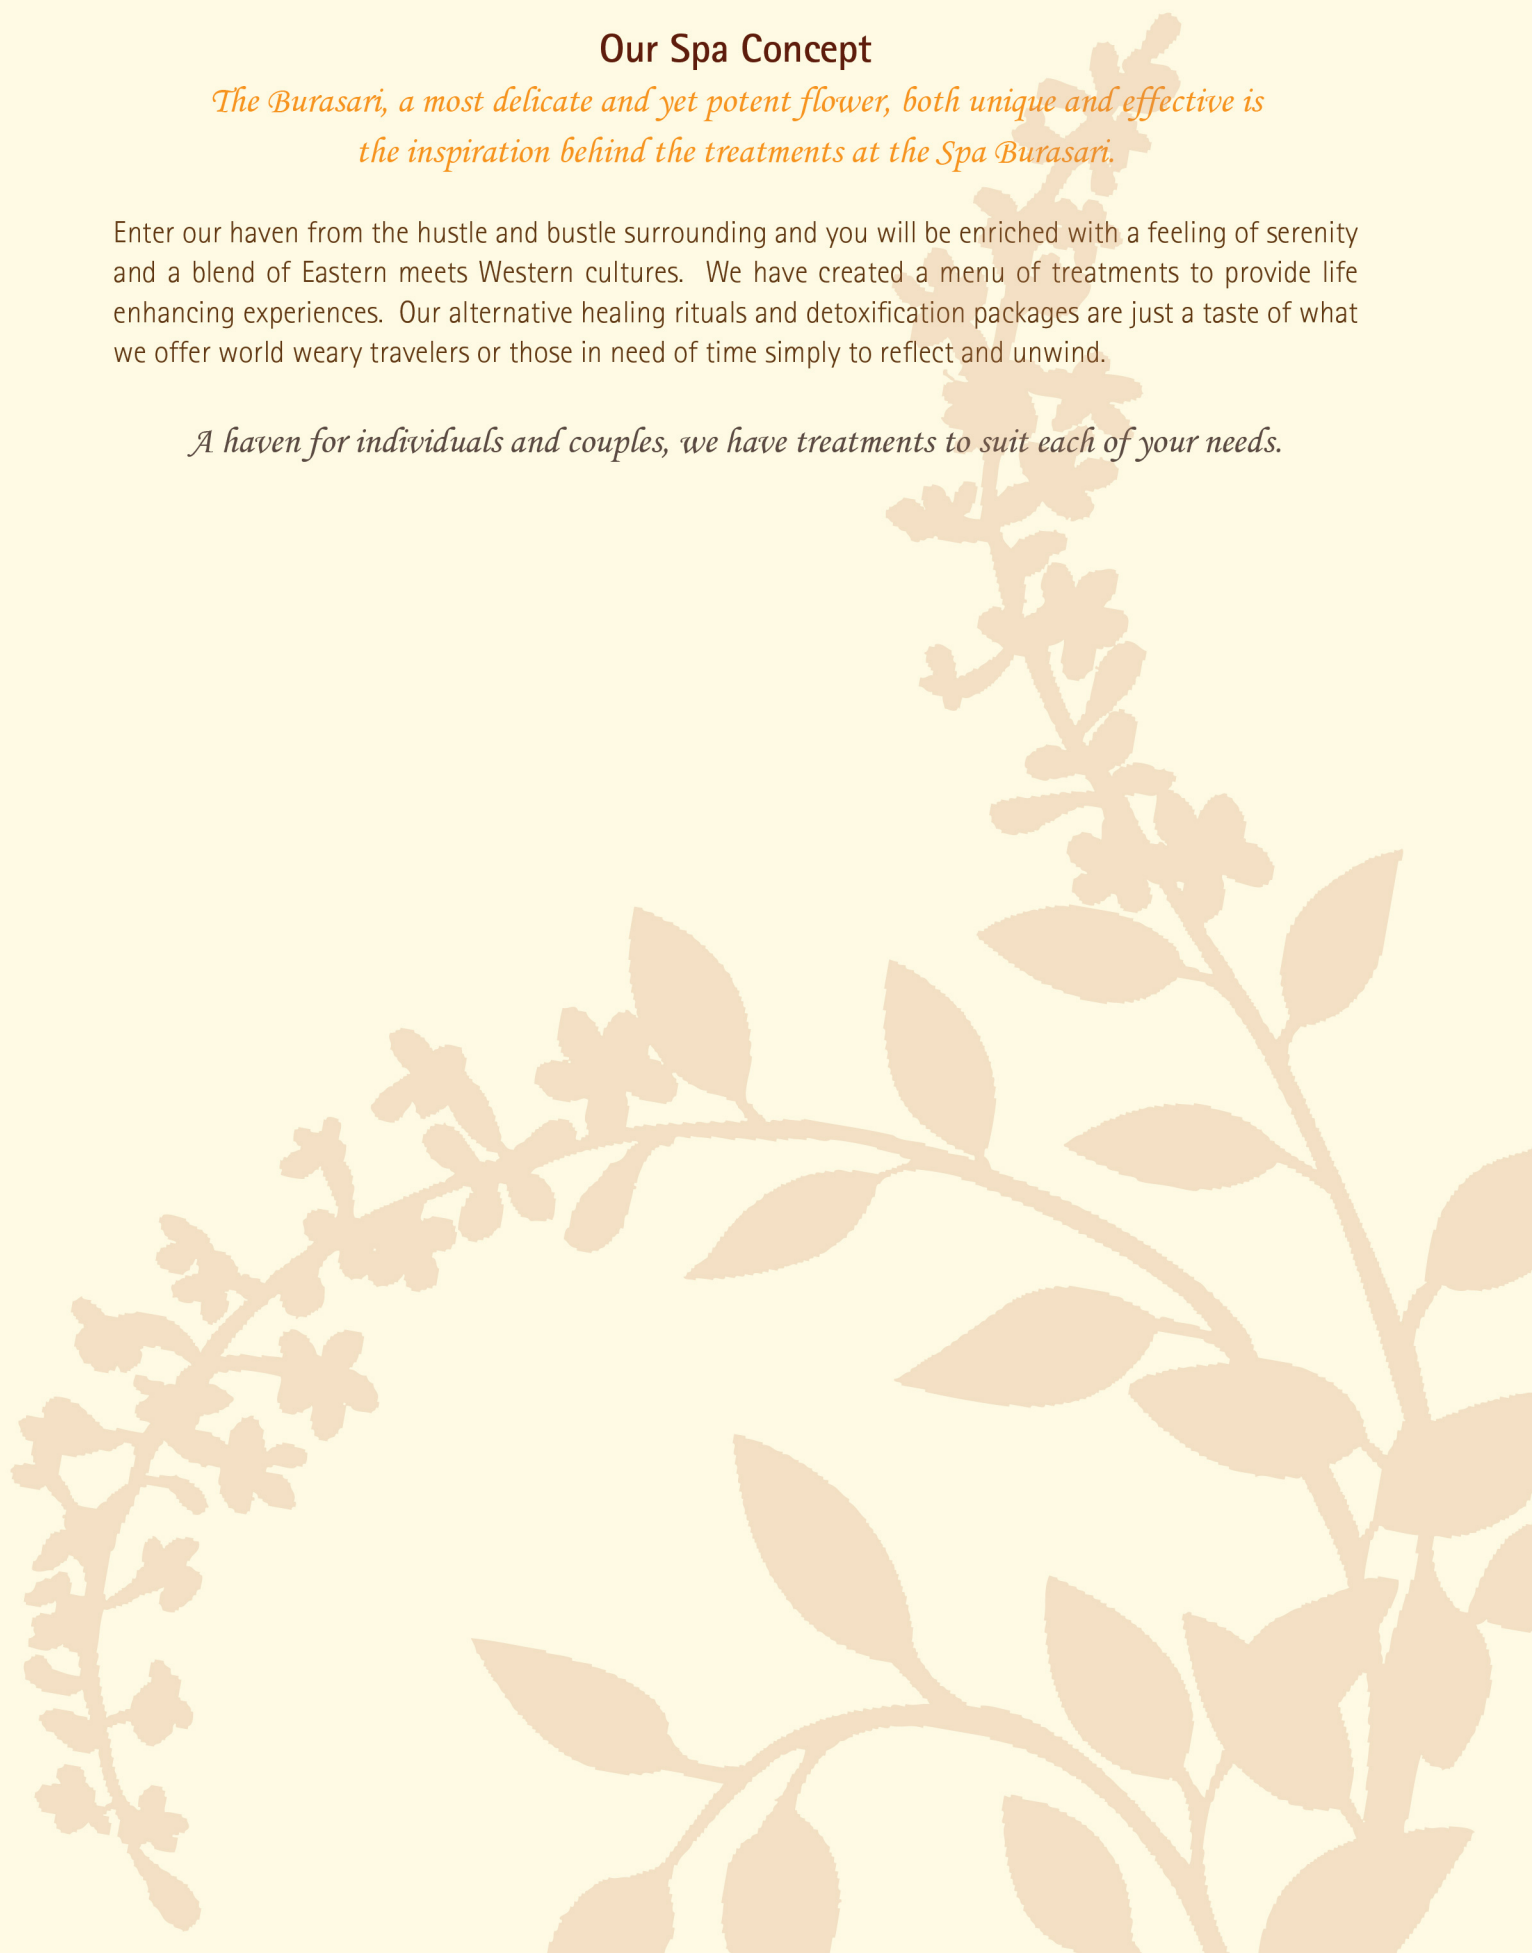 Our Spa Concept
The Burasari, a most delicate and yet potent flower, both unique and effective is
the inspiration behind the treatments at the Spa Burasari.
Enter our haven from the hustle and bustle surrounding and you will be enriched with a feeling of serenity
and a blend of Eastern meets Western cultures. We have created a menu of treatments to provide life
enhancing experiences. Our alternative healing rituals and detoxification packages are just a taste of what
we offer world weary travelers or those in need of time simply to reflect and unwind.
A haven for individuals and couples, we have treatments to suit each of your needs.